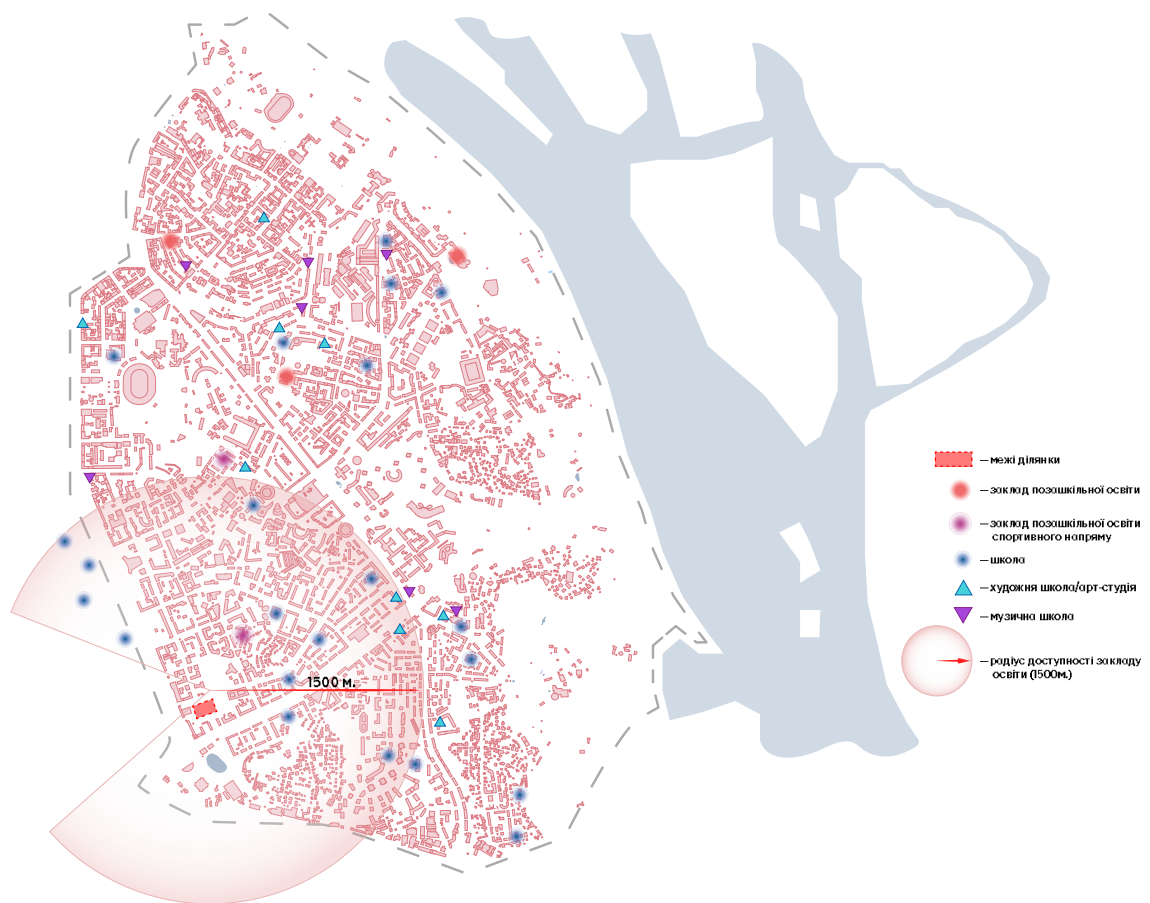 1500 м.
—межі ділянки
—заклад позашкільної освіти
—заклад позашкільної освіти
спортивного напряму
—школа
—художня школа/арт-студія
—музична школа
—радіус доступності закладу
освіти (1500м.)